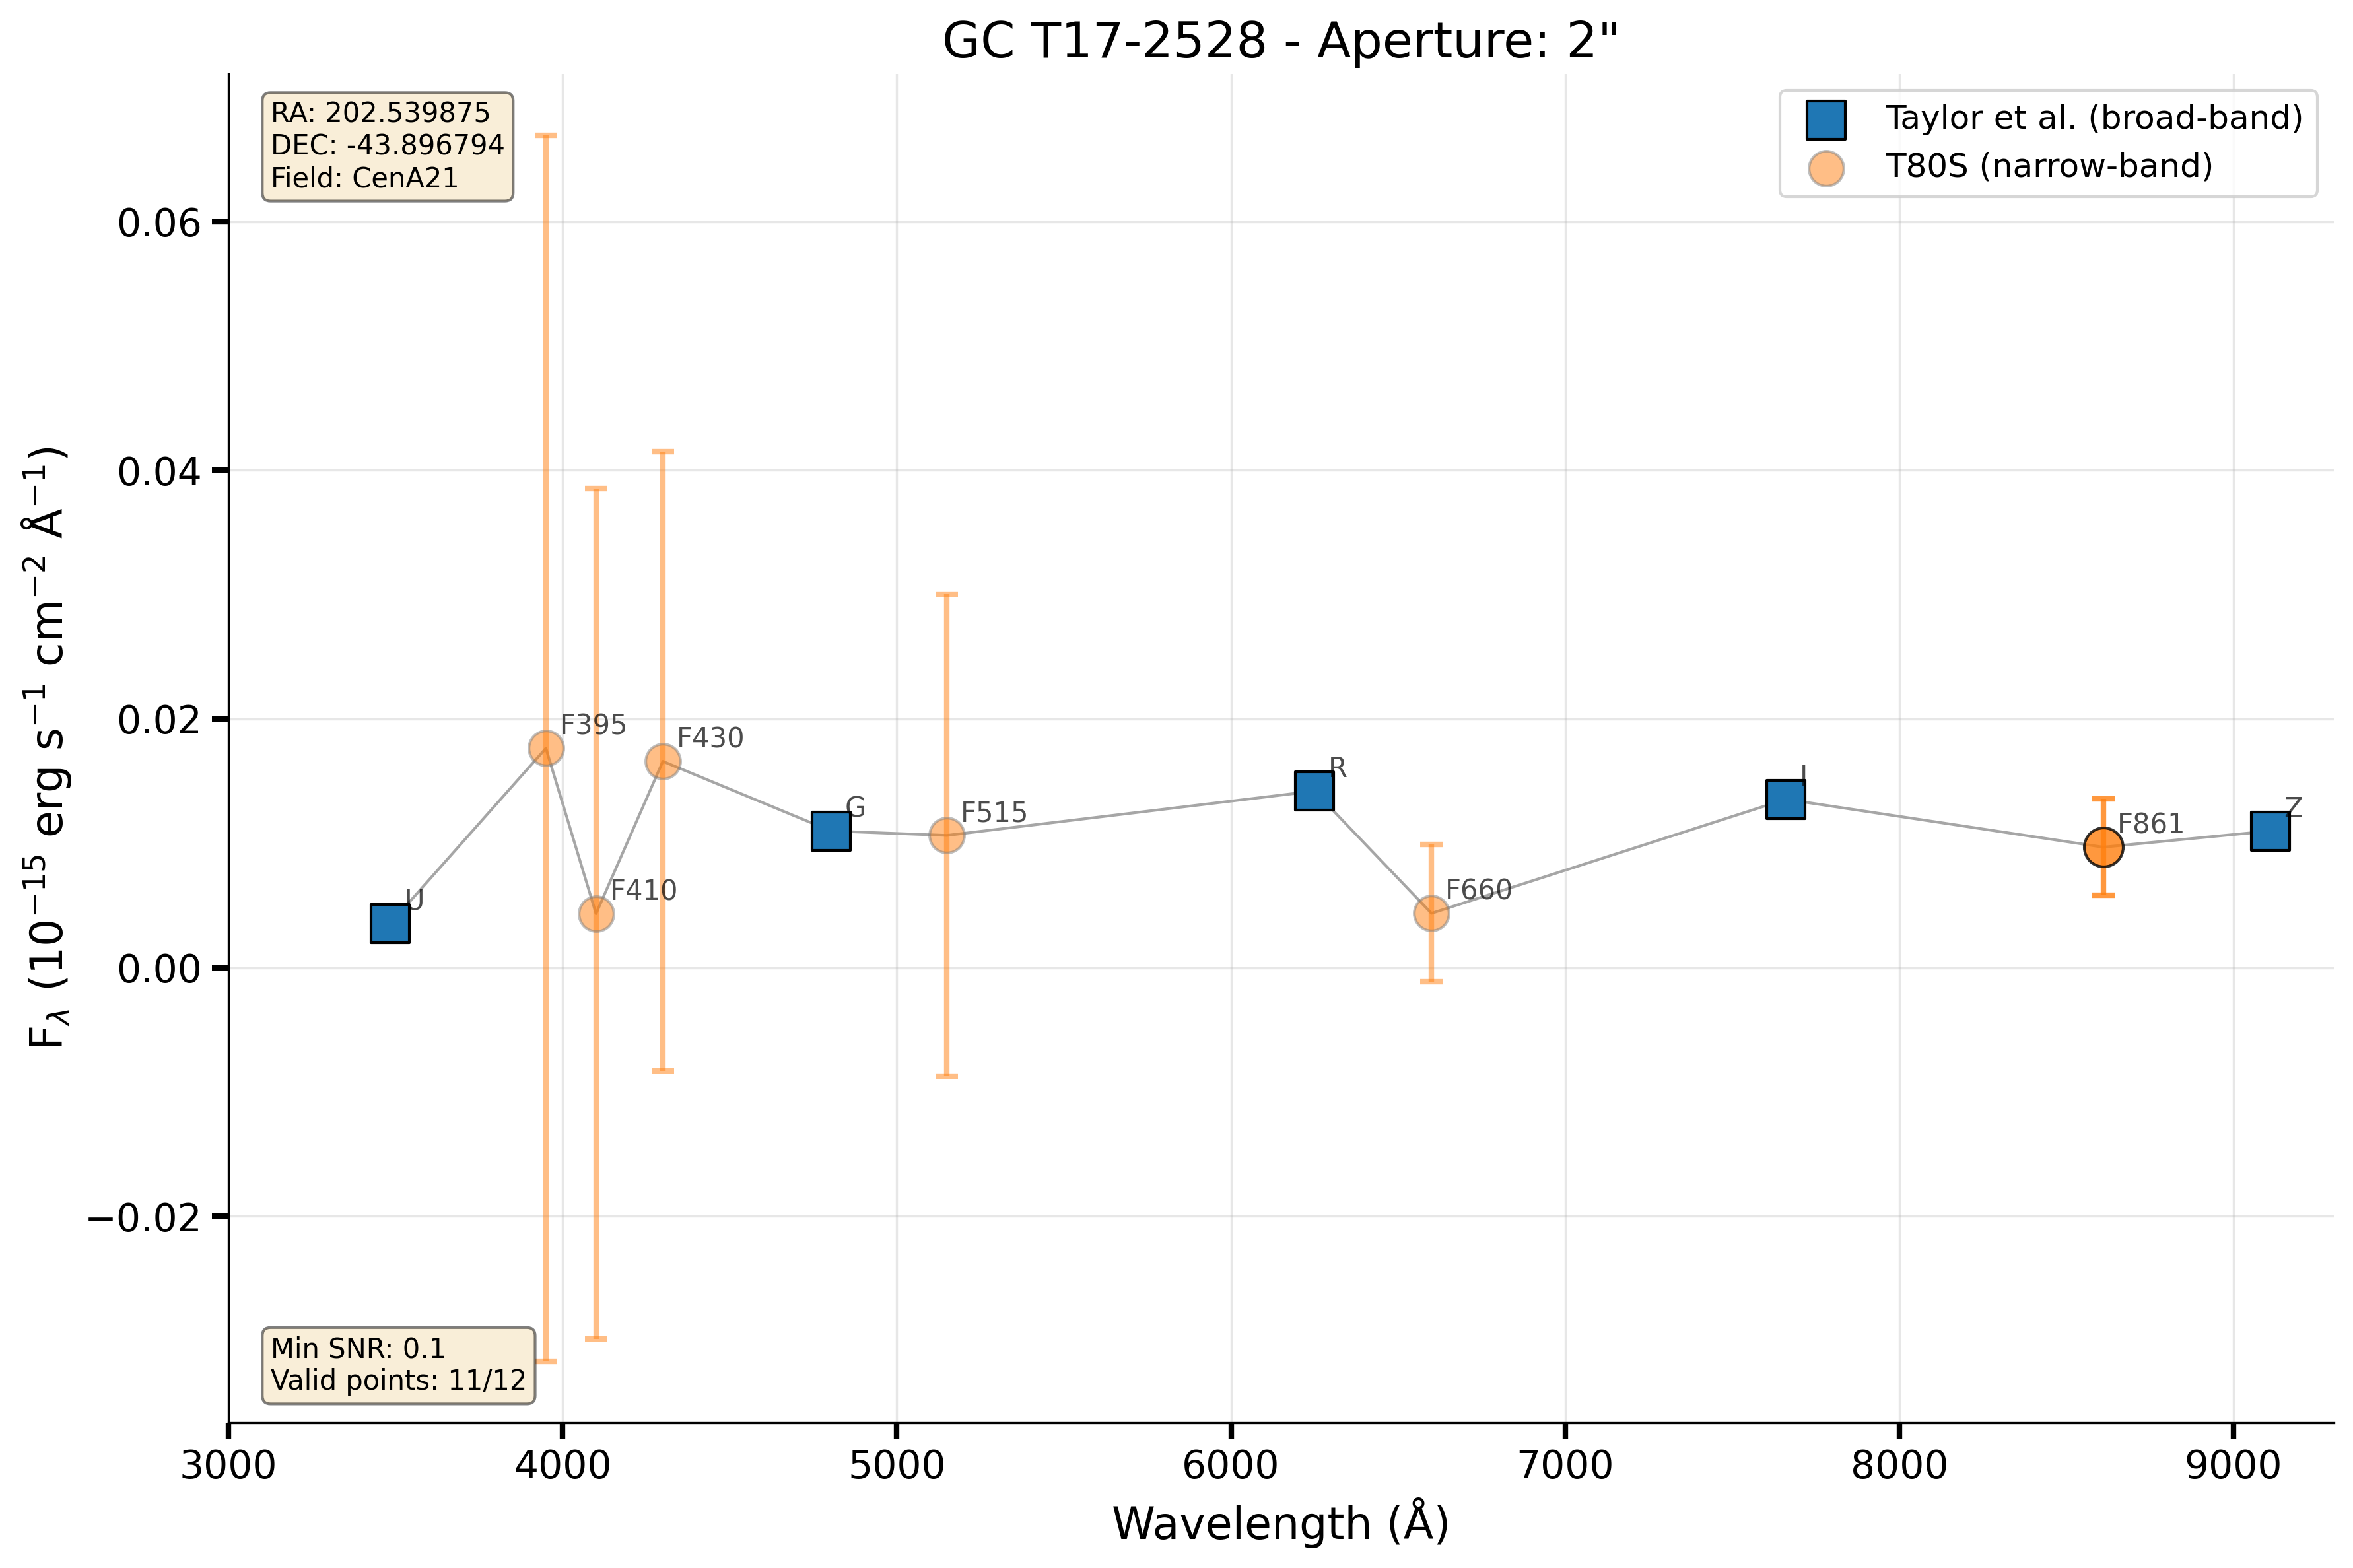 GC T17-2528 - Aperture: 2"
RA: 202.539875
DEC: -43.896794
Field: CenA21
Taylor et al. (broad-band)
T80S (narrow-band)
0.06
0.04
0.02
0.00
−0.02
F_λ (10⁻¹⁵ erg s⁻¹ cm⁻² Å⁻¹)
U
F395
F410
F430
G
F515
R
F660
I
F861
Z
Min SNR: 0.1
Valid points: 11/12
3000 4000 5000 6000 7000 8000 9000
Wavelength (Å)